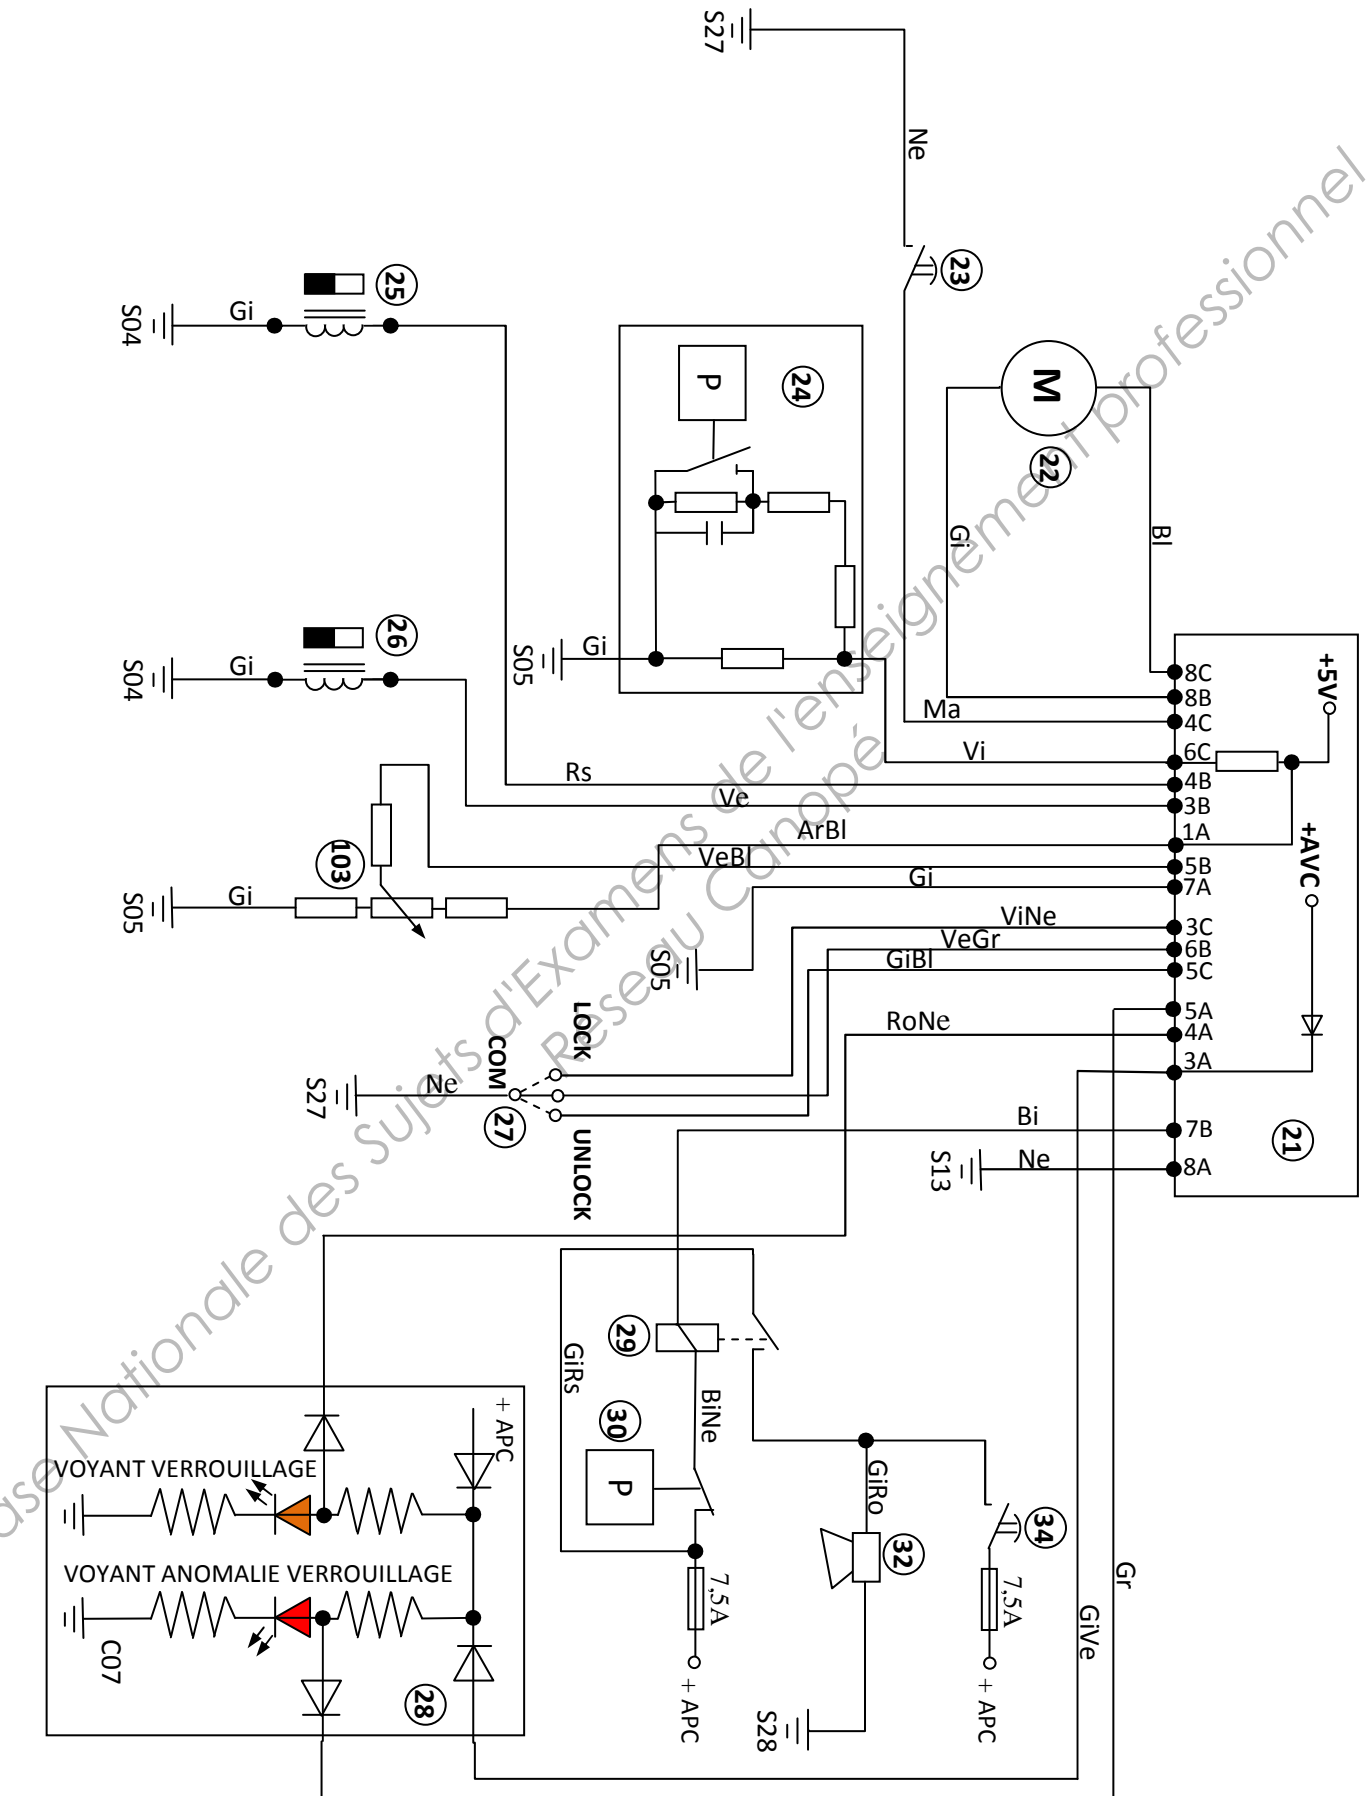 S27
Ne
23
M
22
Bl
Gi
25
Gi
S04
P
24
Gi
S05
26
Gi
S04
103
Gi
S05
Rs
Ve
ArBl
VeBl
Gi
S05
Ma
Vi
ViNe
VeGr
GiBl
RoNe
Bi
Ne
S13
+5V
+AVC
21
8C
8B
4C
6C
4B
3B
1A
5B
7A
3C
6B
5C
5A
4A
3A
7B
8A
LOCK
COM
UNLOCK
27
Ne
S27
29
GiRs
BiNe
30
P
7,5A
+ APC
GiRo
32
S28
34
7,5A
+ APC
Gr
GiVe
+ APC
VOYANT VERROUILLAGE
VOYANT ANOMALIE VERROUILLAGE
C07
28
ase Nationale des Sujets d'Examens de l'enseignement professionnel
Réseau Canopé